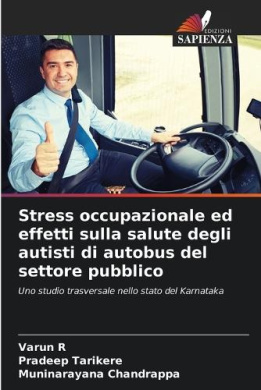 EDIZIONI
SAPIENZA
Stress occupazionale ed
effetti sulla salute degli
autisti di autobus del
settore pubblico
Uno studio trasversale nello stato del Karnataka
Varun R
Pradeep Tarikere
Muninarayana Chandrappa